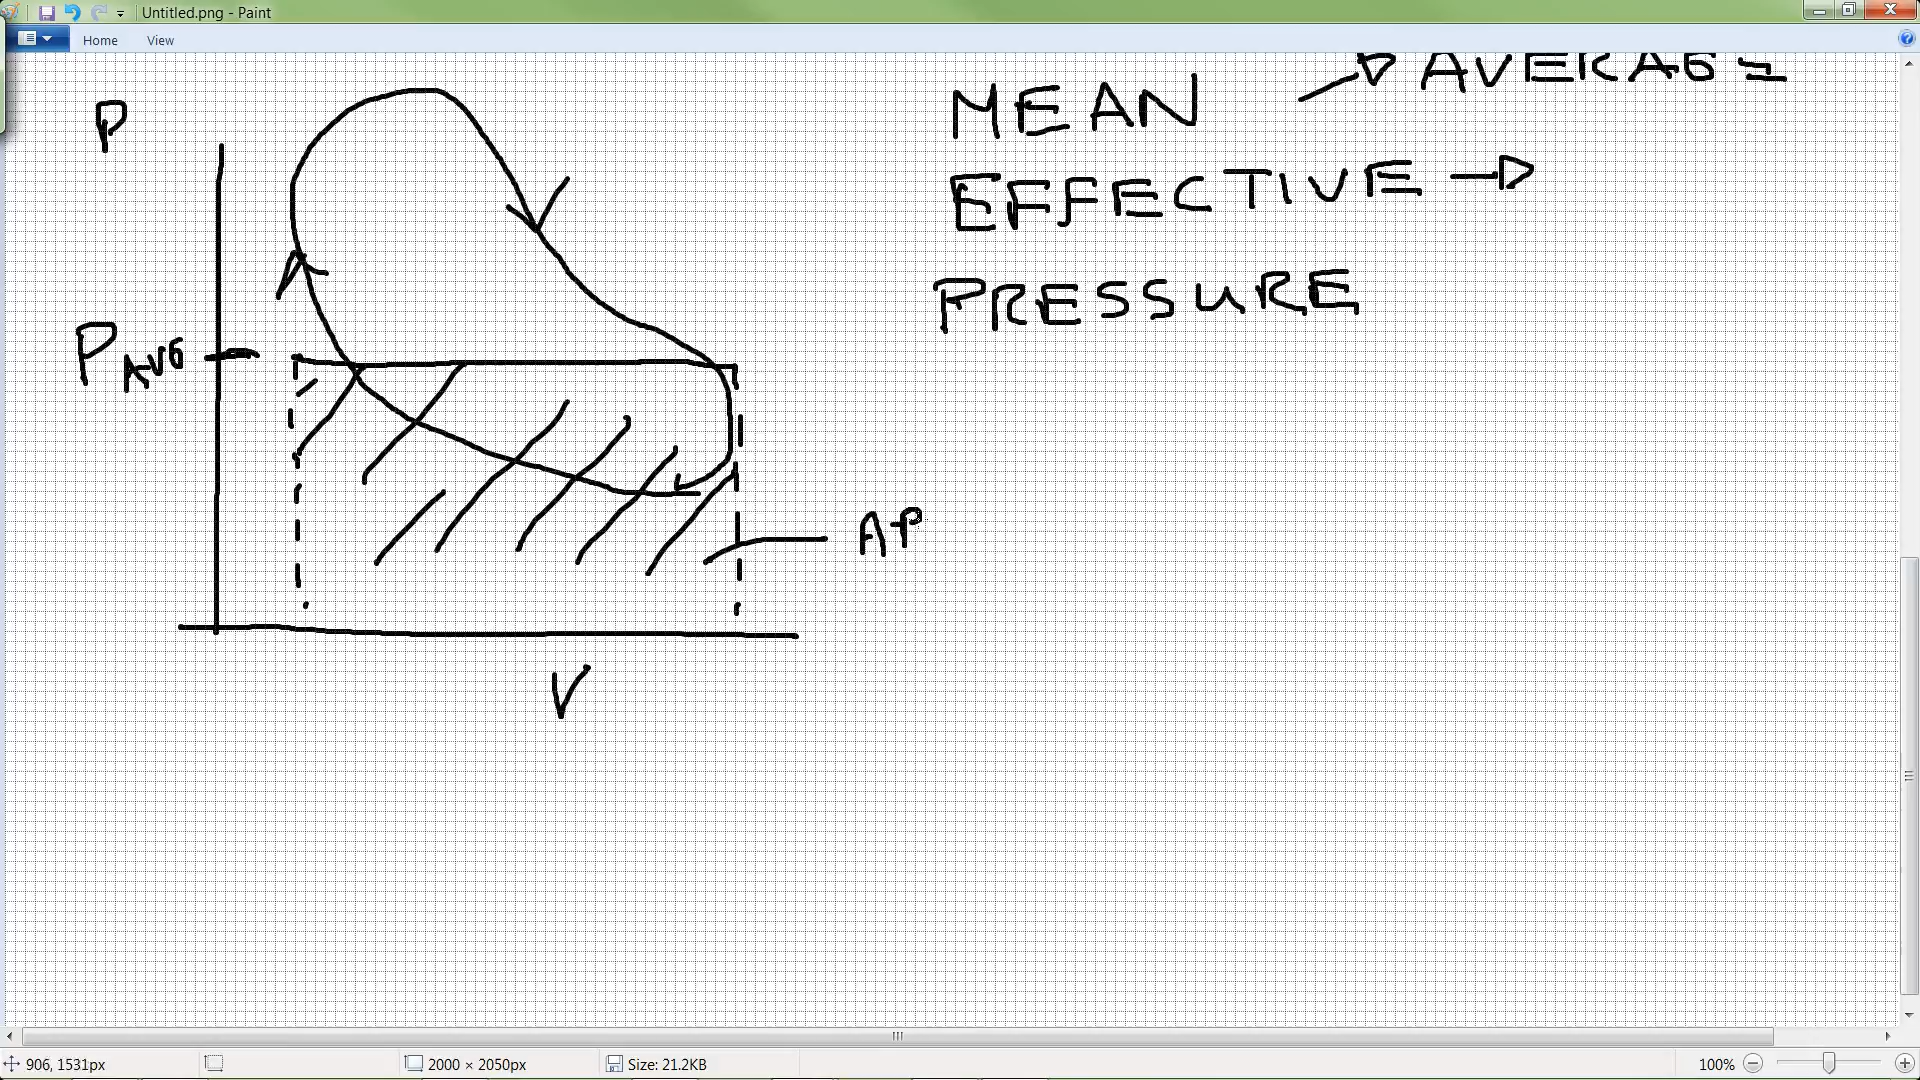 Untitled.png - Paint
Home View
AVERAGE
P
MEAN
EFFECTIVE
PRESSURE
PAVG
AP
V
906, 1531px
2000 × 2050px
Size: 21.2KB
100%